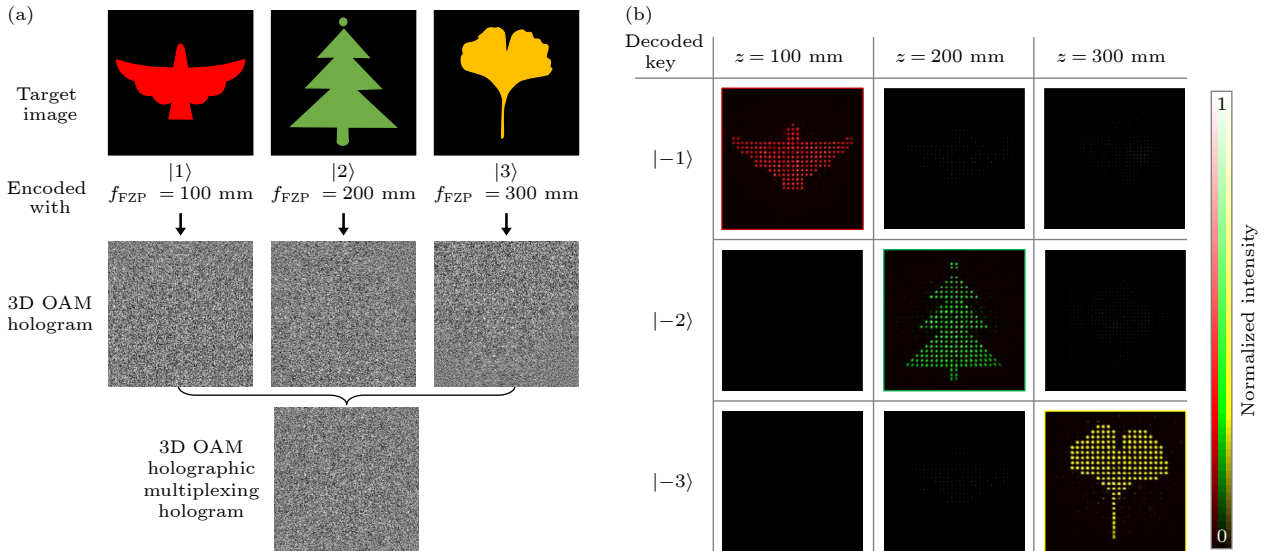 (a)
Target
image
|1⟩
|2⟩
|3⟩
Encoded
with
f_FZP = 100 mm
f_FZP = 200 mm
f_FZP = 300 mm
3D OAM
hologram
3D OAM
holographic
multiplexing
hologram
(b)
Decoded
key
z = 100 mm
z = 200 mm
z = 300 mm
|−1⟩
|−2⟩
|−3⟩
1
0
Normalized intensity